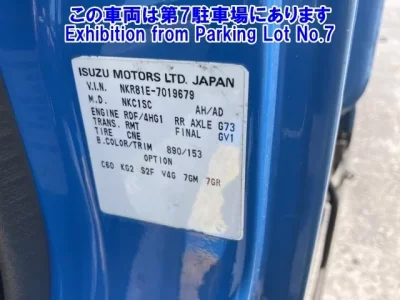 この車両は第7駐車場にあります
Exhibition from Parking Lot No.7
ISUZU MOTORS LTD. JAPAN
V.I.N. NKR81E-7019679
M.D. NKC1SC AH/AD
ENGINE RDF/4HG1 RR AXLE G73
TRANS. RMT FINAL GV1
TIRE CNE
B.COLOR/TRIM 890/153
OPTION
C60 KG2 S2F V4G 7GM 7GR